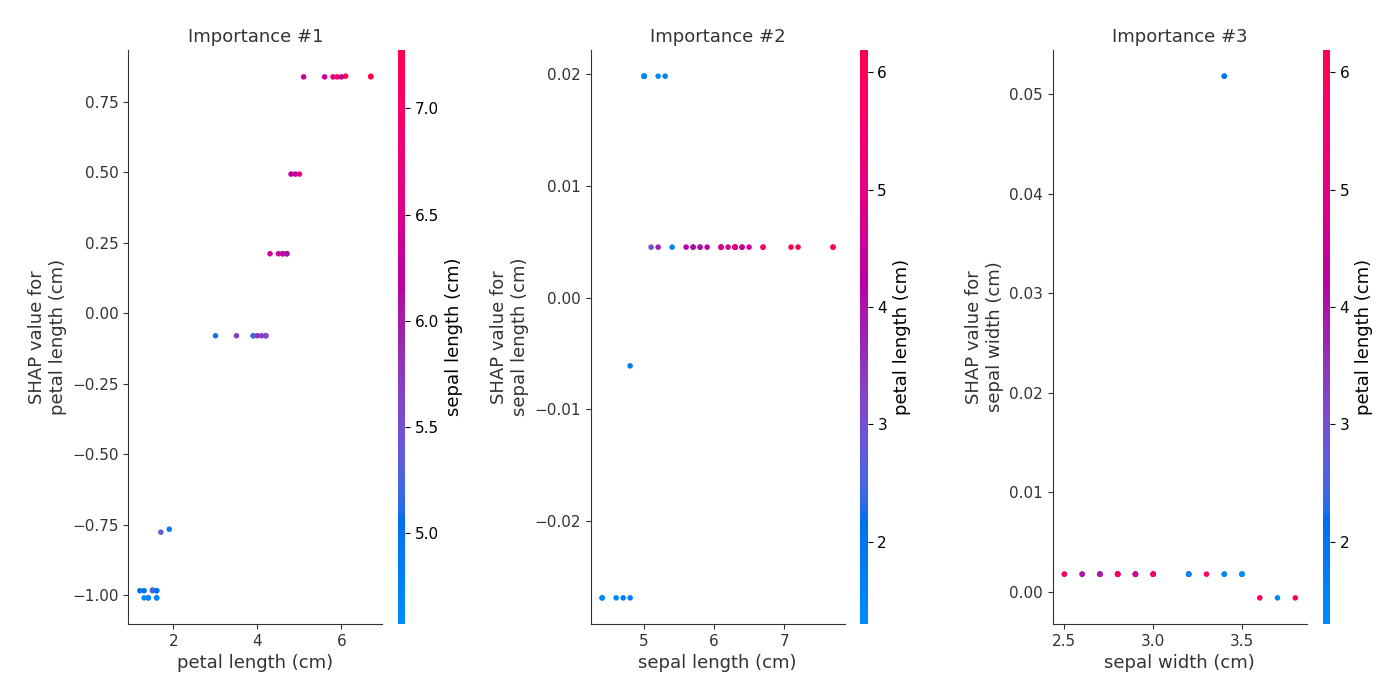 Importance #1
0.75
0.50
0.25
0.00
−0.25
−0.50
−0.75
−1.00
SHAP value for
petal length (cm)
2
4
6
petal length (cm)
7.0
6.5
6.0
5.5
5.0
sepal length (cm)
Importance #2
0.02
0.01
0.00
−0.01
−0.02
SHAP value for
sepal length (cm)
5
6
7
sepal length (cm)
6
5
4
3
2
petal length (cm)
Importance #3
0.05
0.04
0.03
0.02
0.01
0.00
SHAP value for
sepal width (cm)
2.5
3.0
3.5
sepal width (cm)
6
5
4
3
2
petal length (cm)